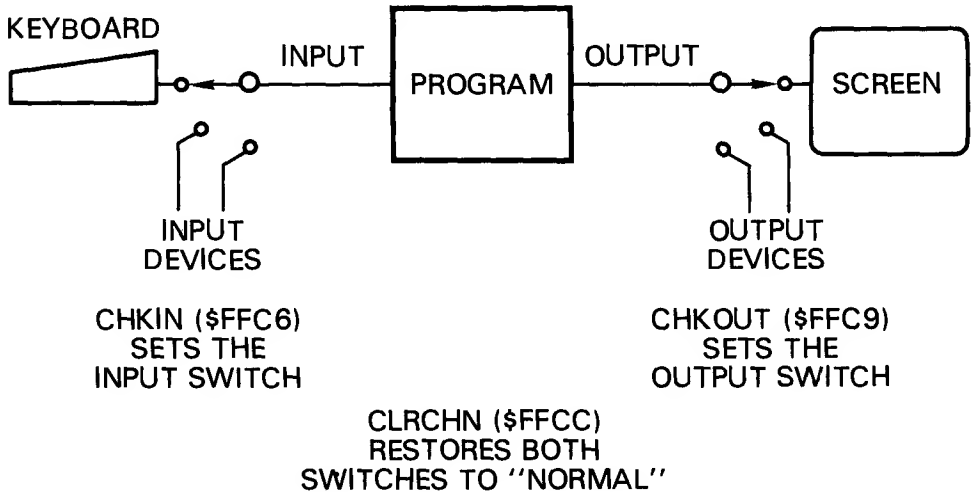 KEYBOARD
INPUT
PROGRAM
OUTPUT
SCREEN
INPUT
DEVICES
OUTPUT
DEVICES
CHKIN ($FFC6)
SETS THE
INPUT SWITCH
CHKOUT ($FFC9)
SETS THE
OUTPUT SWITCH
CLRCHN ($FFCC)
RESTORES BOTH
SWITCHES TO "NORMAL"